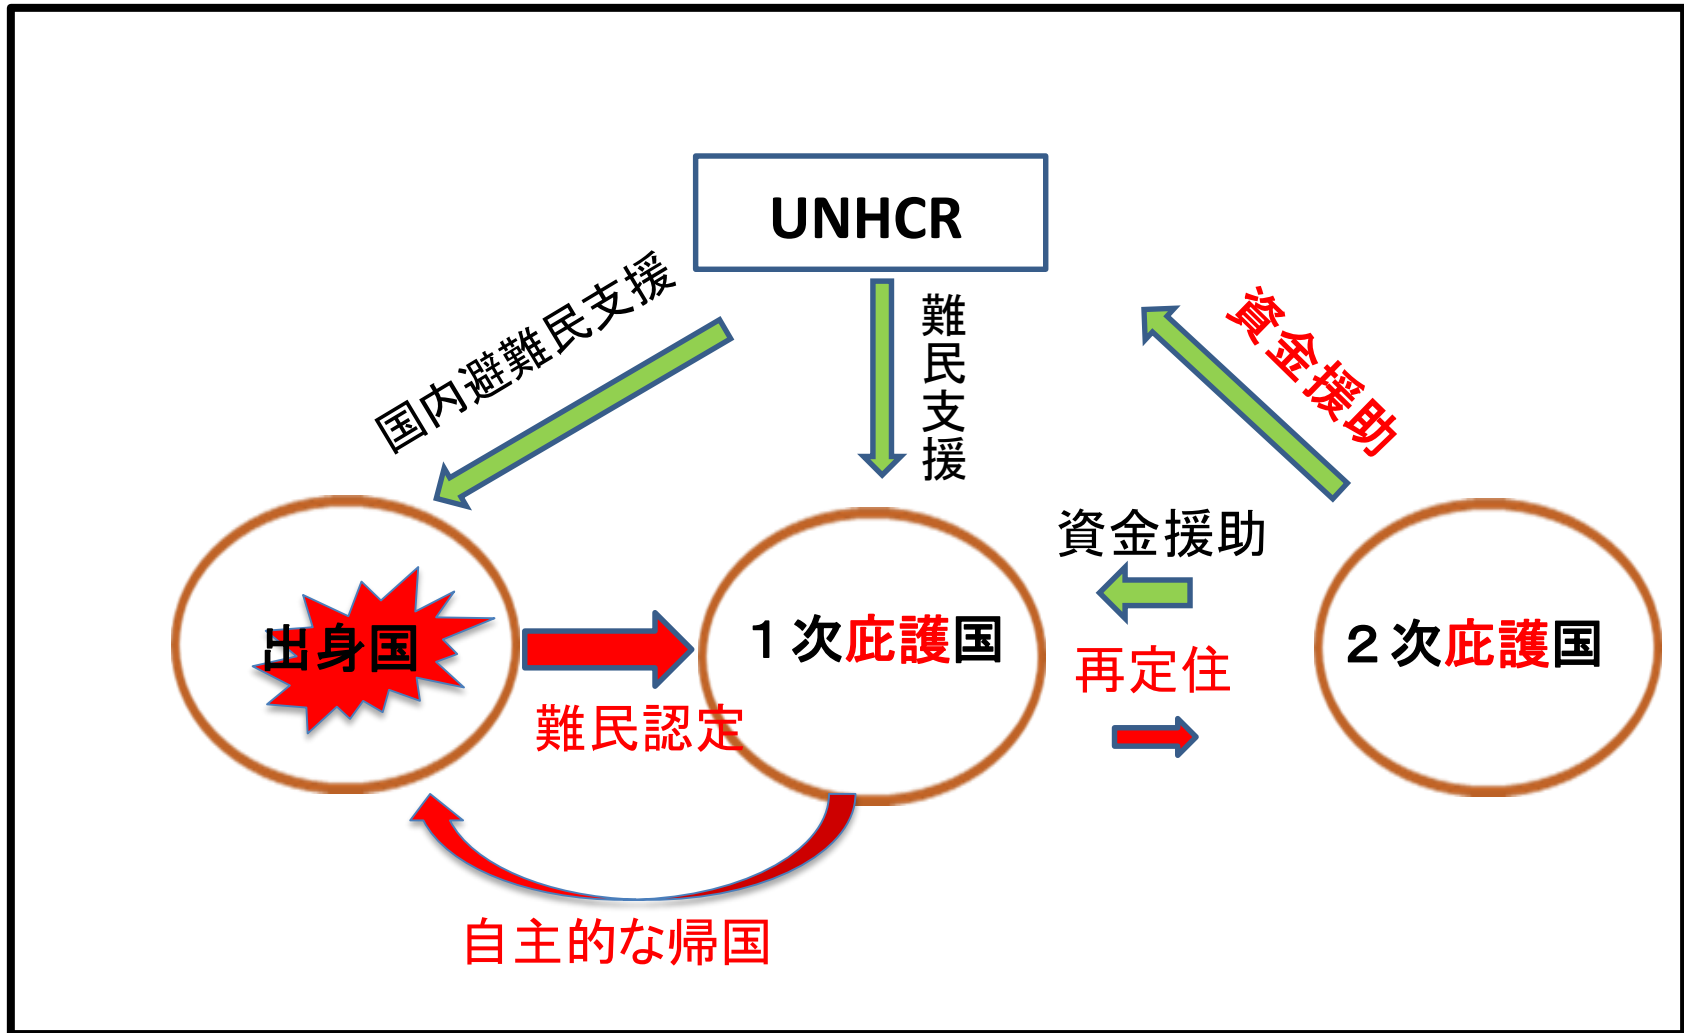 UNHCR
国内避難民支援
難民支援
資金援助
資金援助
出身国
１次庇護国
２次庇護国
再定住
難民認定
自主的な帰国